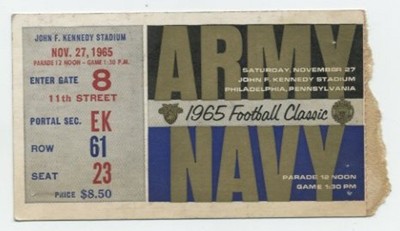 JOHN F. KENNEDY STADIUM
NOV. 27, 1965
PARADE 12 NOON - GAME 1:30 P.M.
ENTER GATE 8
11th STREET
PORTAL SEC. EK
ROW 61
SEAT 23
PRICE $8.50
ARMY
SATURDAY, NOVEMBER 27
JOHN F. KENNEDY STADIUM
PHILADELPHIA, PENNSYLVANIA
1965 Football Classic
NAVY
PARADE 12 NOON
GAME 1:30 PM